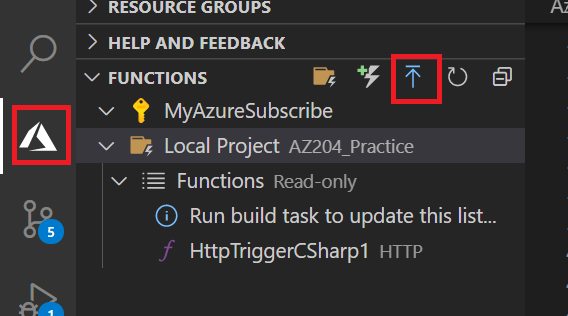 RESOURCE GROUPS
Az
HELP AND FEEDBACK
FUNCTIONS
MyAzureSubscribe
Local Project AZ204_Practice
Functions Read-only
5
Run build task to update this list...
HttpTriggerCSharp1 HTTP
1